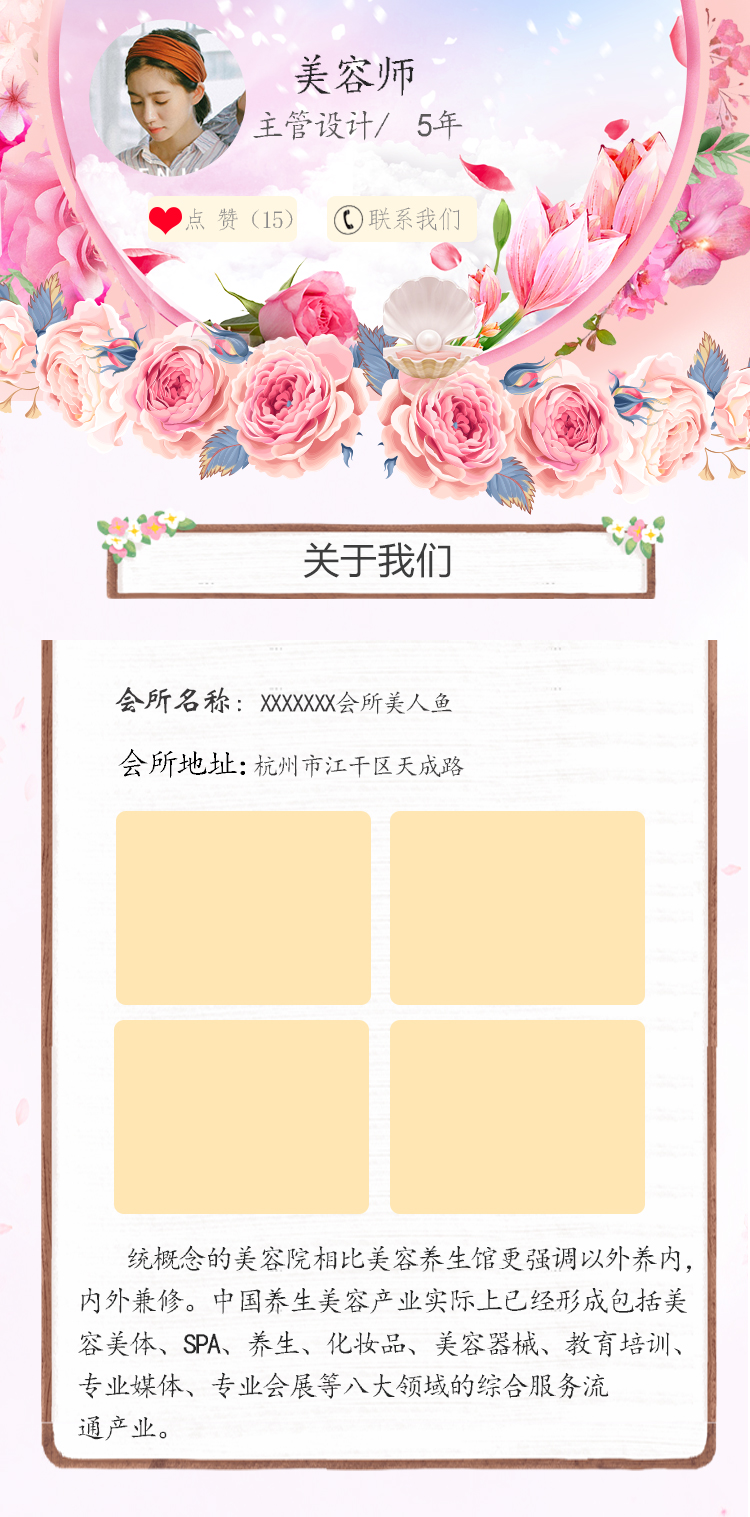 美容师
主管设计/ 5年
点 赞（15）
联系我们
关于我们
会所名称：XXXXXXX会所美人鱼
会所地址：杭州市江干区天成路
统概念的美容院相比美容养生馆更强调以外养内，
内外兼修。中国养生美容产业实际上已经形成包括美
容美体、SPA、养生、化妆品、美容器械、教育培训、
专业媒体、专业会展等八大领域的综合服务流
通产业。